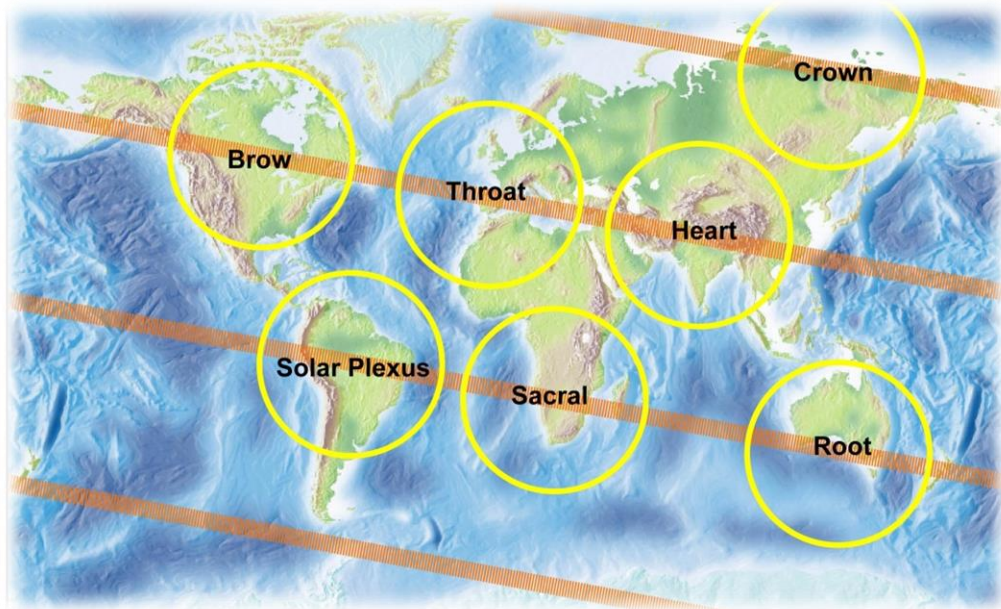 Crown
Brow
Throat
Heart
Solar Plexus
Sacral
Root